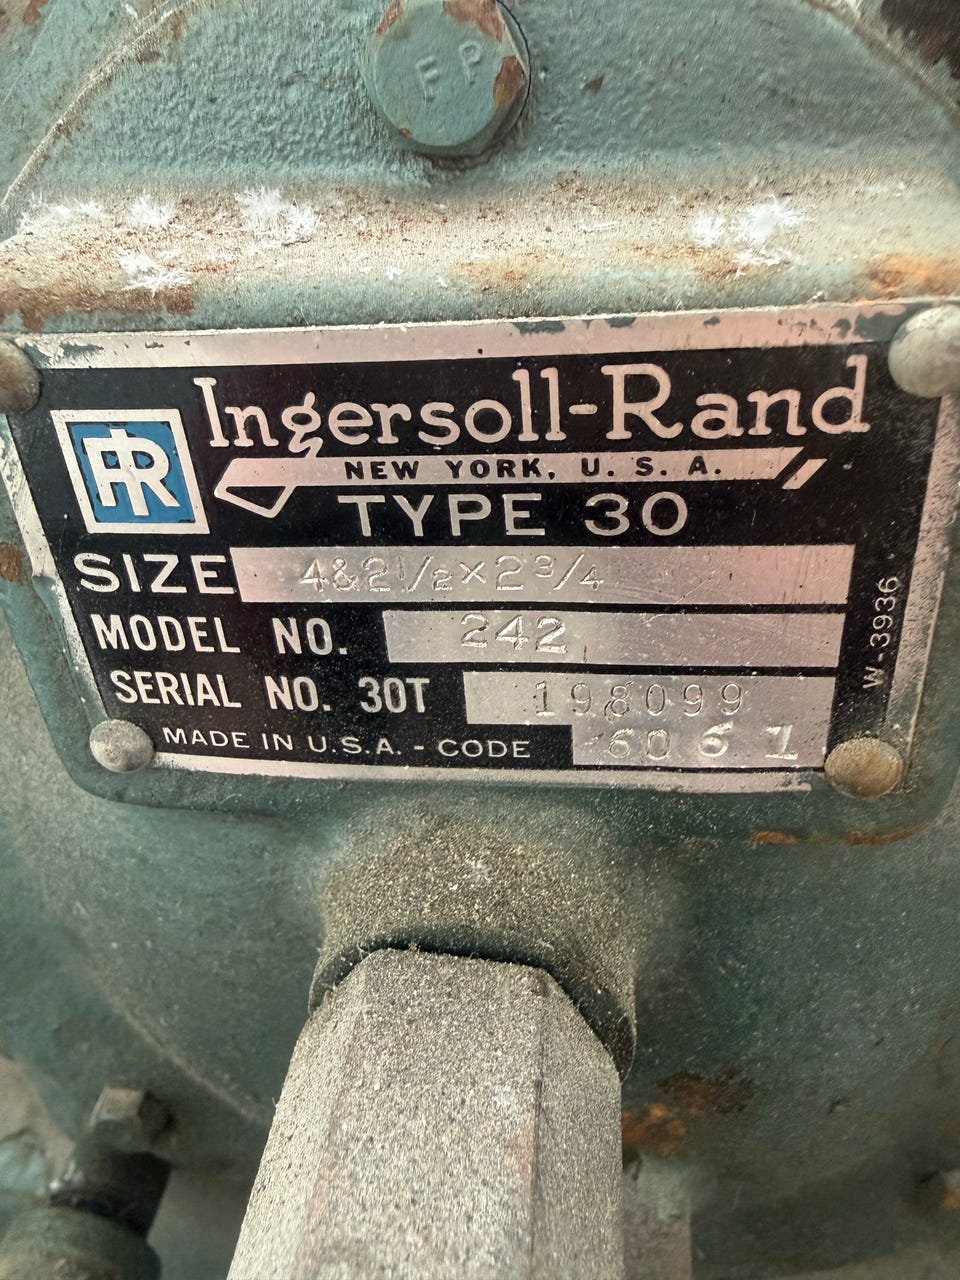 EP
Ingersoll-Rand
IR
NEW YORK, U. S. A.
TYPE 30
SIZE 4&2 1/2 x 2 3/4
MODEL NO. 242
SERIAL NO. 30T 198099
MADE IN U.S.A. - CODE 6061
W-3936